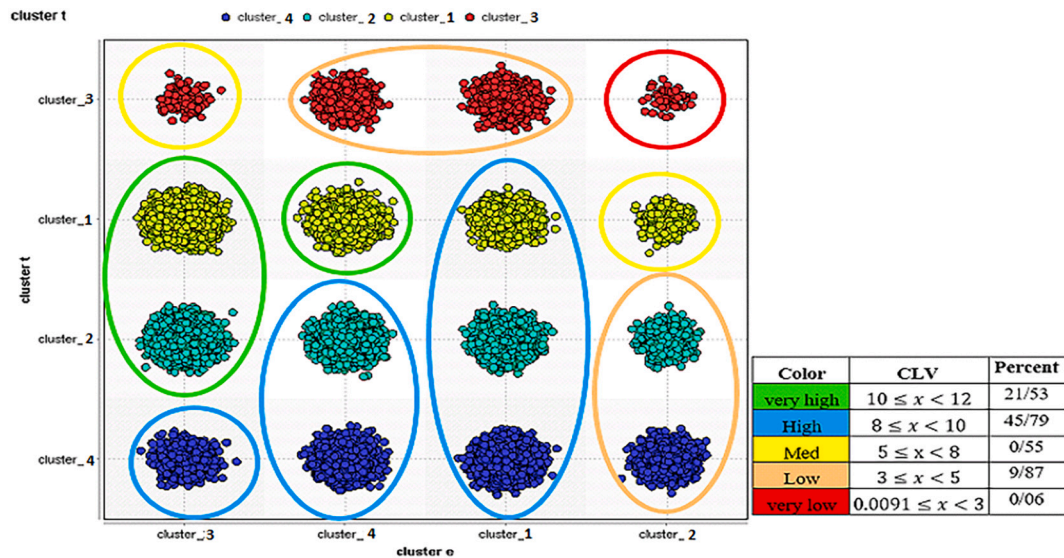 cluster t
cluster_4 cluster_2 cluster_1 cluster_3
cluster_3
cluster_1
cluster_2
cluster_4
cluster t
cluster_3 cluster_4 cluster_1 cluster_2
cluster e
Color CLV Percent
very high 10 ≤ x < 12 21/53
High 8 ≤ x < 10 45/79
Med 5 ≤ x < 8 0/55
Low 3 ≤ x < 5 9/87
very low 0.0091 ≤ x < 3 0/06